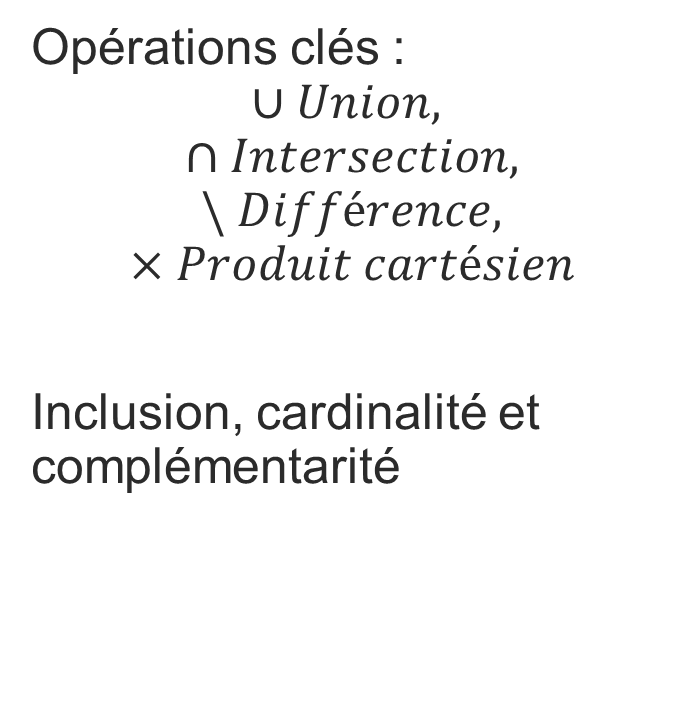 Opérations clés :
∪ Union,
∩ Intersection,
\ Différence,
× Produit cartésien
Inclusion, cardinalité et
complémentarité